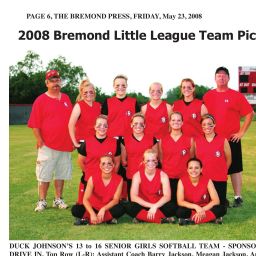 PAGE 6, THE BREMOND PRESS, FRIDAY, May 23, 2008
2008 Bremond Little League Team Pic
DUCK JOHNSON'S 13 to 16 SENIOR GIRLS SOFTBALL TEAM - SPONSO
DRIVE IN. Top Row (L-R): Assistant Coach Barry Jackson, Meagan Jackson, A